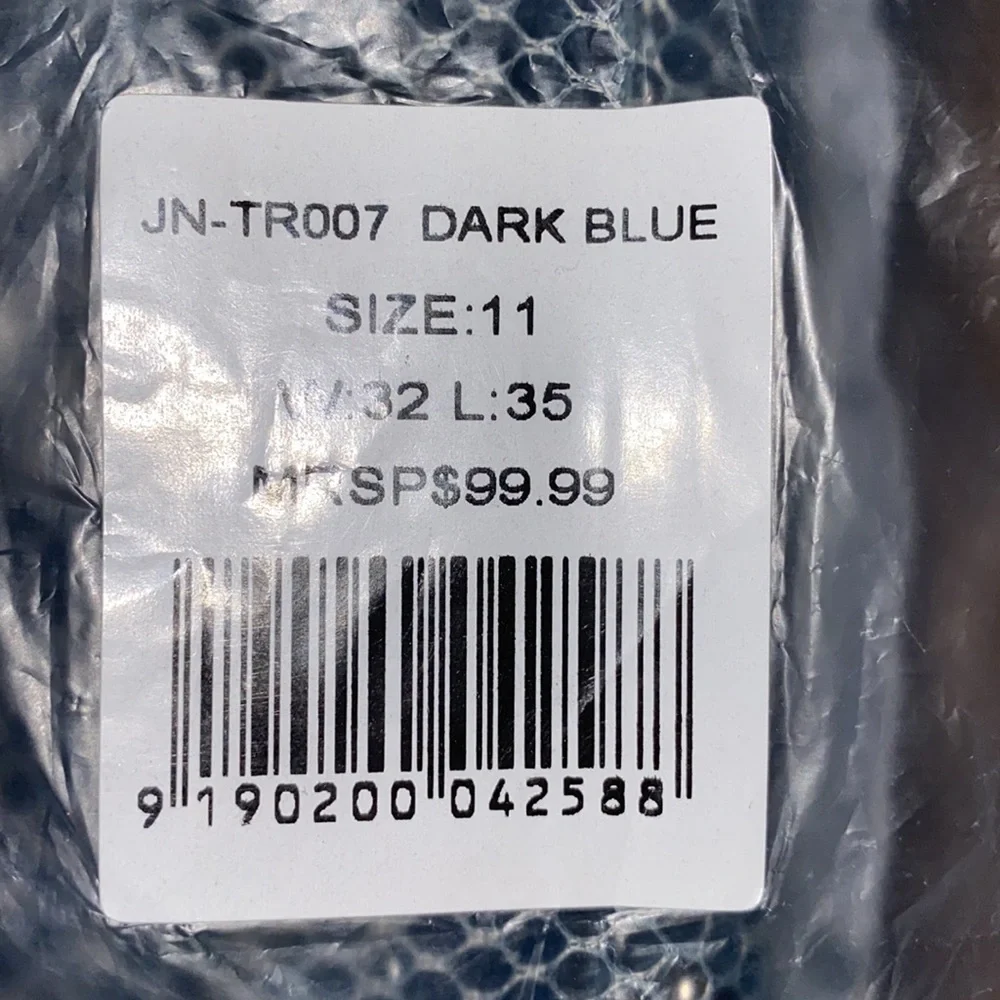 JN-TR007 DARK BLUE
SIZE:11
W:32 L:35
MRSP$99.99
9 190200 042588